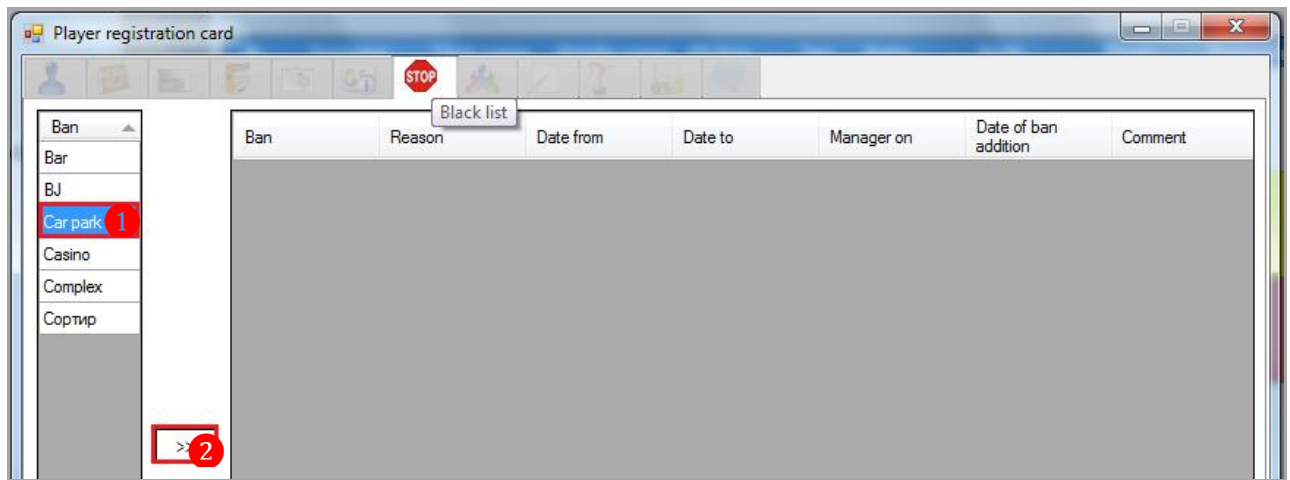 Player registration card
STOP
Black list
Ban
Bar
BJ
Car park 1
Casino
Complex
Сортир
Ban Reason Date from Date to Manager on Date of ban addition Comment
>> 2